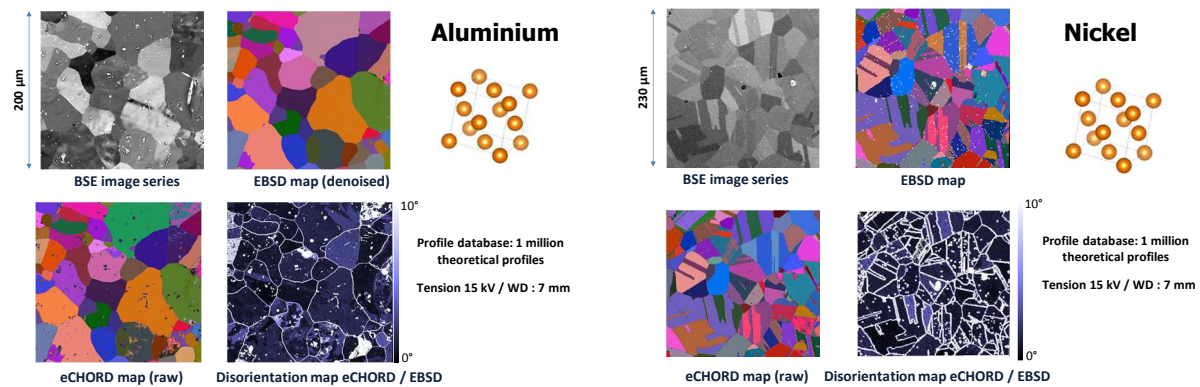 Aluminium
200 µm
BSE image series
EBSD map (denoised)
10°
Profile database: 1 million
theoretical profiles
Tension 15 kV / WD : 7 mm
0°
eCHORD map (raw)
Disorientation map eCHORD / EBSD
Nickel
230 µm
BSE image series
EBSD map
10°
Profile database: 1 million
theoretical profiles
Tension 15 kV / WD : 7 mm
0°
eCHORD map (raw)
Disorientation map eCHORD / EBSD